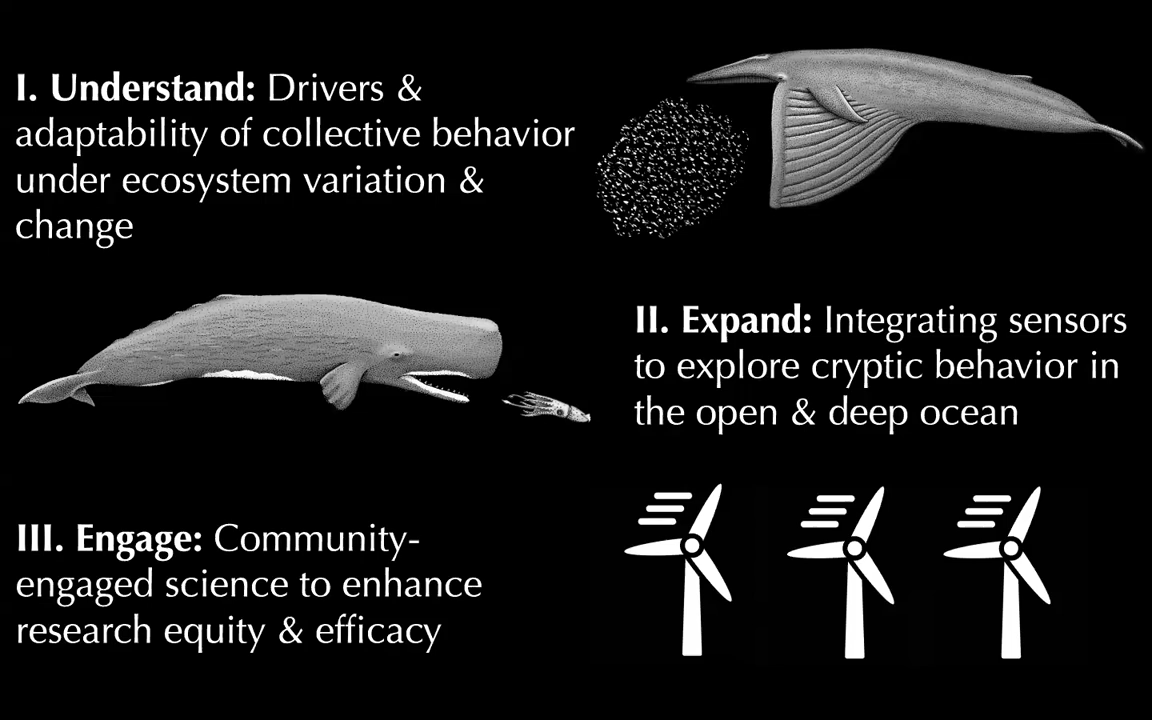 I. Understand: Drivers &
adaptability of collective behavior
under ecosystem variation &
change
II. Expand: Integrating sensors
to explore cryptic behavior in
the open & deep ocean
III. Engage: Community-
engaged science to enhance
research equity & efficacy